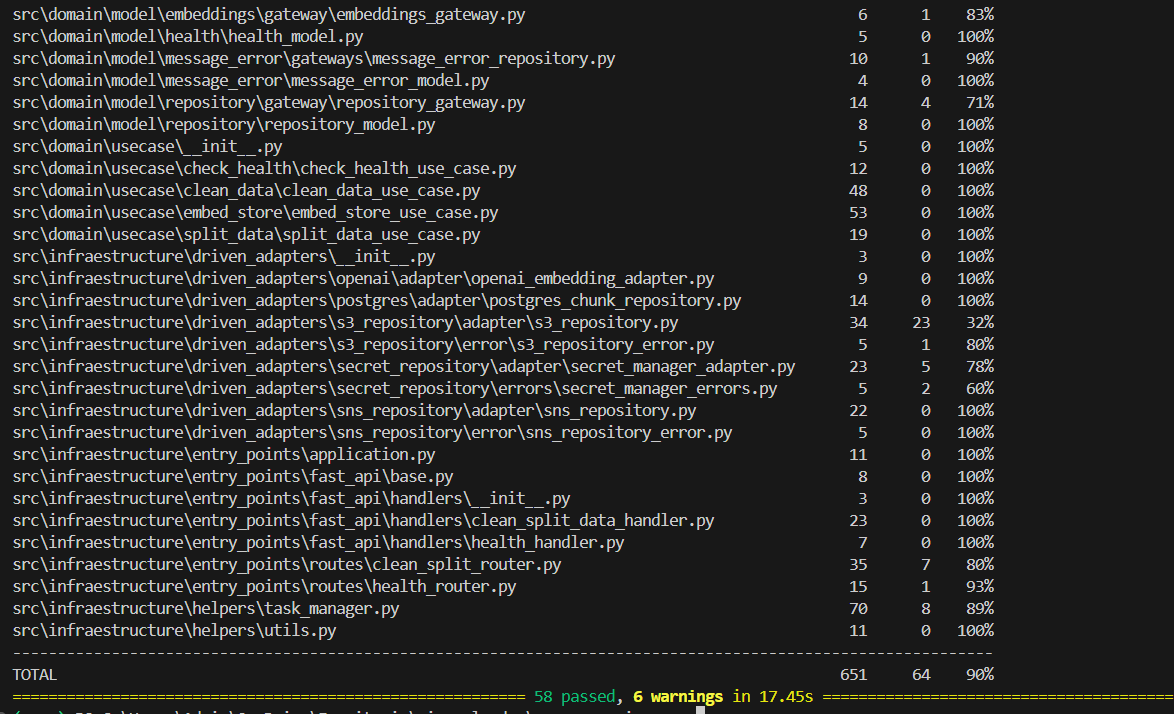 src\domain\model\embeddings\gateway\embeddings_gateway.py 6 1 83%
src\domain\model\health\health_model.py 5 0 100%
src\domain\model\message_error\gateways\message_error_repository.py 10 1 90%
src\domain\model\message_error\message_error_model.py 4 0 100%
src\domain\model\repository\gateway\repository_gateway.py 14 4 71%
src\domain\model\repository\repository_model.py 8 0 100%
src\domain\usecase\__init__.py 5 0 100%
src\domain\usecase\check_health\check_health_use_case.py 12 0 100%
src\domain\usecase\clean_data\clean_data_use_case.py 48 0 100%
src\domain\usecase\embed_store\embed_store_use_case.py 53 0 100%
src\domain\usecase\split_data\split_data_use_case.py 19 0 100%
src\infraestructure\driven_adapters\__init__.py 3 0 100%
src\infraestructure\driven_adapters\openai\adapter\openai_embedding_adapter.py 9 0 100%
src\infraestructure\driven_adapters\postgres\adapter\postgres_chunk_repository.py 14 0 100%
src\infraestructure\driven_adapters\s3_repository\adapter\s3_repository.py 34 23 32%
src\infraestructure\driven_adapters\s3_repository\error\s3_repository_error.py 5 1 80%
src\infraestructure\driven_adapters\secret_repository\adapter\secret_manager_adapter.py 23 5 78%
src\infraestructure\driven_adapters\secret_repository\errors\secret_manager_errors.py 5 2 60%
src\infraestructure\driven_adapters\sns_repository\adapter\sns_repository.py 22 0 100%
src\infraestructure\driven_adapters\sns_repository\error\sns_repository_error.py 5 0 100%
src\infraestructure\entry_points\application.py 11 0 100%
src\infraestructure\entry_points\fast_api\base.py 8 0 100%
src\infraestructure\entry_points\fast_api\handlers\__init__.py 3 0 100%
src\infraestructure\entry_points\fast_api\handlers\clean_split_data_handler.py 23 0 100%
src\infraestructure\entry_points\fast_api\handlers\health_handler.py 7 0 100%
src\infraestructure\entry_points\routes\clean_split_router.py 35 7 80%
src\infraestructure\entry_points\routes\health_router.py 15 1 93%
src\infraestructure\helpers\task_manager.py 70 8 89%
src\infraestructure\helpers\utils.py 11 0 100%
TOTAL 651 64 90%
58 passed, 6 warnings in 17.45s